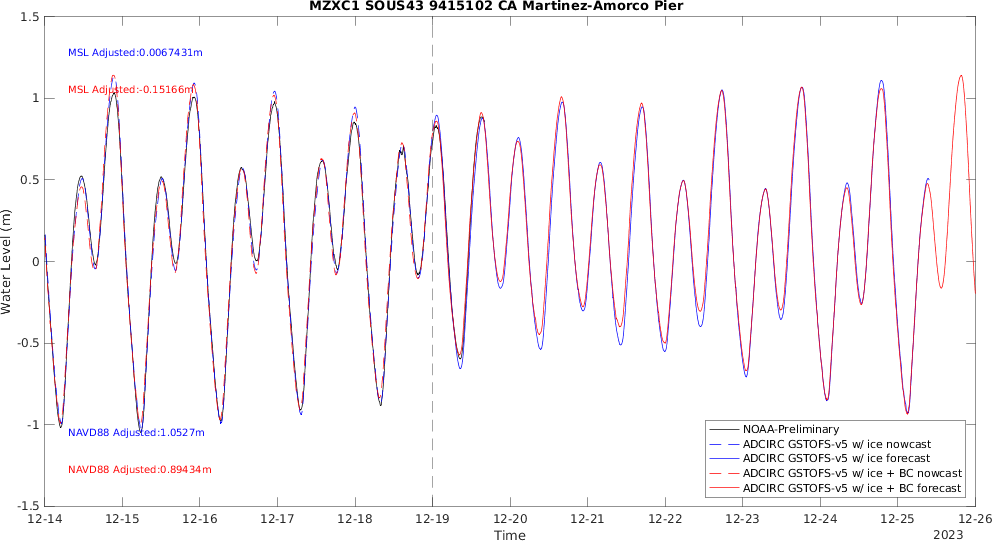 MZXC1 SOUS43 9415102 CA Martinez-Amorco Pier
1.5
1
0.5
0
-0.5
-1
-1.5
Water Level (m)
MSL Adjusted:0.0067431m
MSL Adjusted:-0.15166m
NAVD88 Adjusted:1.0527m
NAVD88 Adjusted:0.89434m
NOAA-Preliminary
ADCIRC GSTOFS-v5 w/ ice nowcast
ADCIRC GSTOFS-v5 w/ ice forecast
ADCIRC GSTOFS-v5 w/ ice + BC nowcast
ADCIRC GSTOFS-v5 w/ ice + BC forecast
12-14 12-15 12-16 12-17 12-18 12-19 12-20 12-21 12-22 12-23 12-24 12-25 12-26
Time
2023